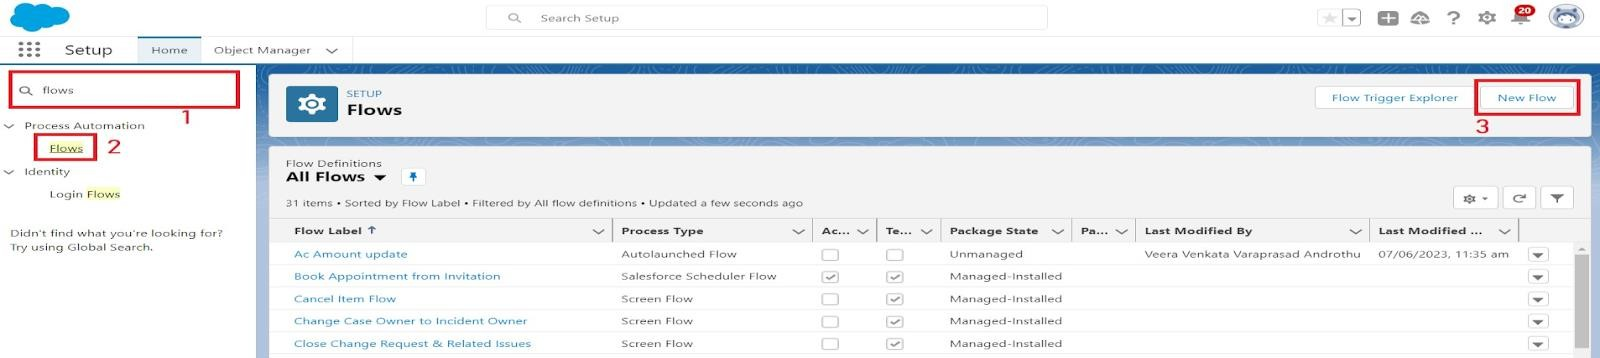 Search Setup
20
Setup Home Object Manager
flows
1
Process Automation
Flows 2
Identity
Login Flows
Didn't find what you're looking for?
Try using Global Search.
SETUP
Flows
Flow Trigger Explorer New Flow
3
Flow Definitions
All Flows
31 items • Sorted by Flow Label • Filtered by All flow definitions • Updated a few seconds ago
Flow Label ↑ Process Type Ac... Te... Package State Pa... Last Modified By Last Modified ...
Ac Amount update Autolaunched Flow Unmanaged Veera Venkata Varaprasad Androthu 07/06/2023, 11:35 am
Book Appointment from Invitation Salesforce Scheduler Flow Managed-Installed
Cancel Item Flow Screen Flow Managed-Installed
Change Case Owner to Incident Owner Screen Flow Managed-Installed
Close Change Request & Related Issues Screen Flow Managed-Installed